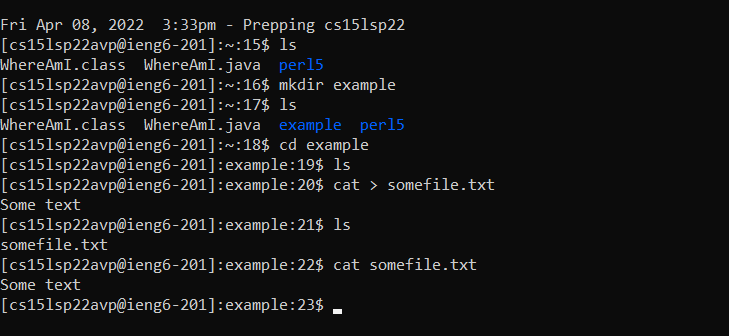 Fri Apr 08, 2022  3:33pm - Prepping cs15lsp22
[cs15lsp22avp@ieng6-201]:~:15$ ls
WhereAmI.class  WhereAmI.java  perl5
[cs15lsp22avp@ieng6-201]:~:16$ mkdir example
[cs15lsp22avp@ieng6-201]:~:17$ ls
WhereAmI.class  WhereAmI.java  example  perl5
[cs15lsp22avp@ieng6-201]:~:18$ cd example
[cs15lsp22avp@ieng6-201]:example:19$ ls
[cs15lsp22avp@ieng6-201]:example:20$ cat > somefile.txt
Some text
[cs15lsp22avp@ieng6-201]:example:21$ ls
somefile.txt
[cs15lsp22avp@ieng6-201]:example:22$ cat somefile.txt
Some text
[cs15lsp22avp@ieng6-201]:example:23$